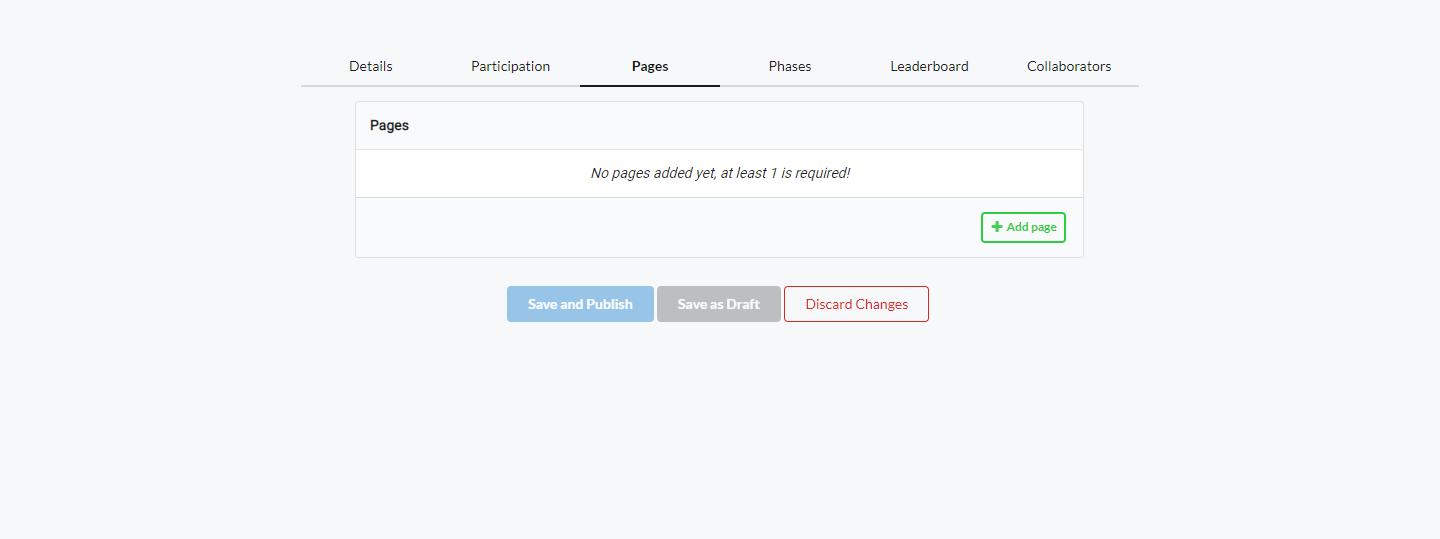 Details Participation Pages Phases Leaderboard Collaborators
Pages
No pages added yet, at least 1 is required!
Add page
Save and Publish Save as Draft Discard Changes